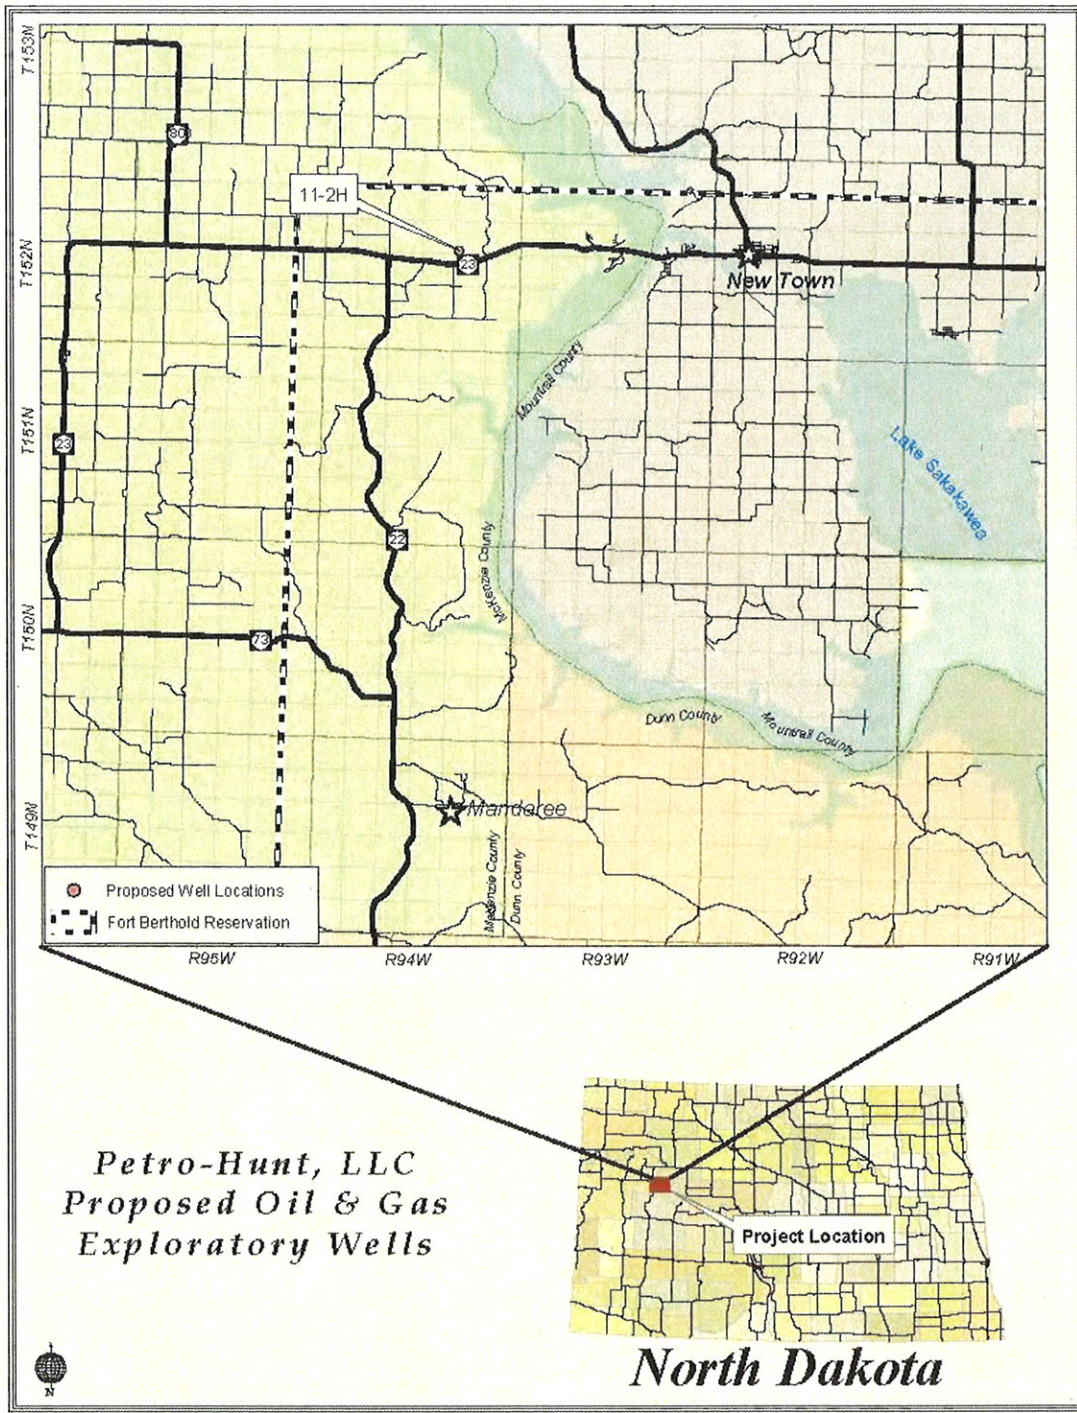 T153N
80
11-2H
T152N
23
New Town
Mountrail County
T151N
23
Lake Sakakawea
22
McKenzie County
T150N
73
Dunn County
Mountrail County
Mandaree
T149N
McKenzie County
Dunn County
Proposed Well Locations
Fort Berthold Reservation
R95W
R94W
R93W
R92W
R91W
Petro-Hunt, LLC
Proposed Oil & Gas
Exploratory Wells
Project Location
North Dakota
N